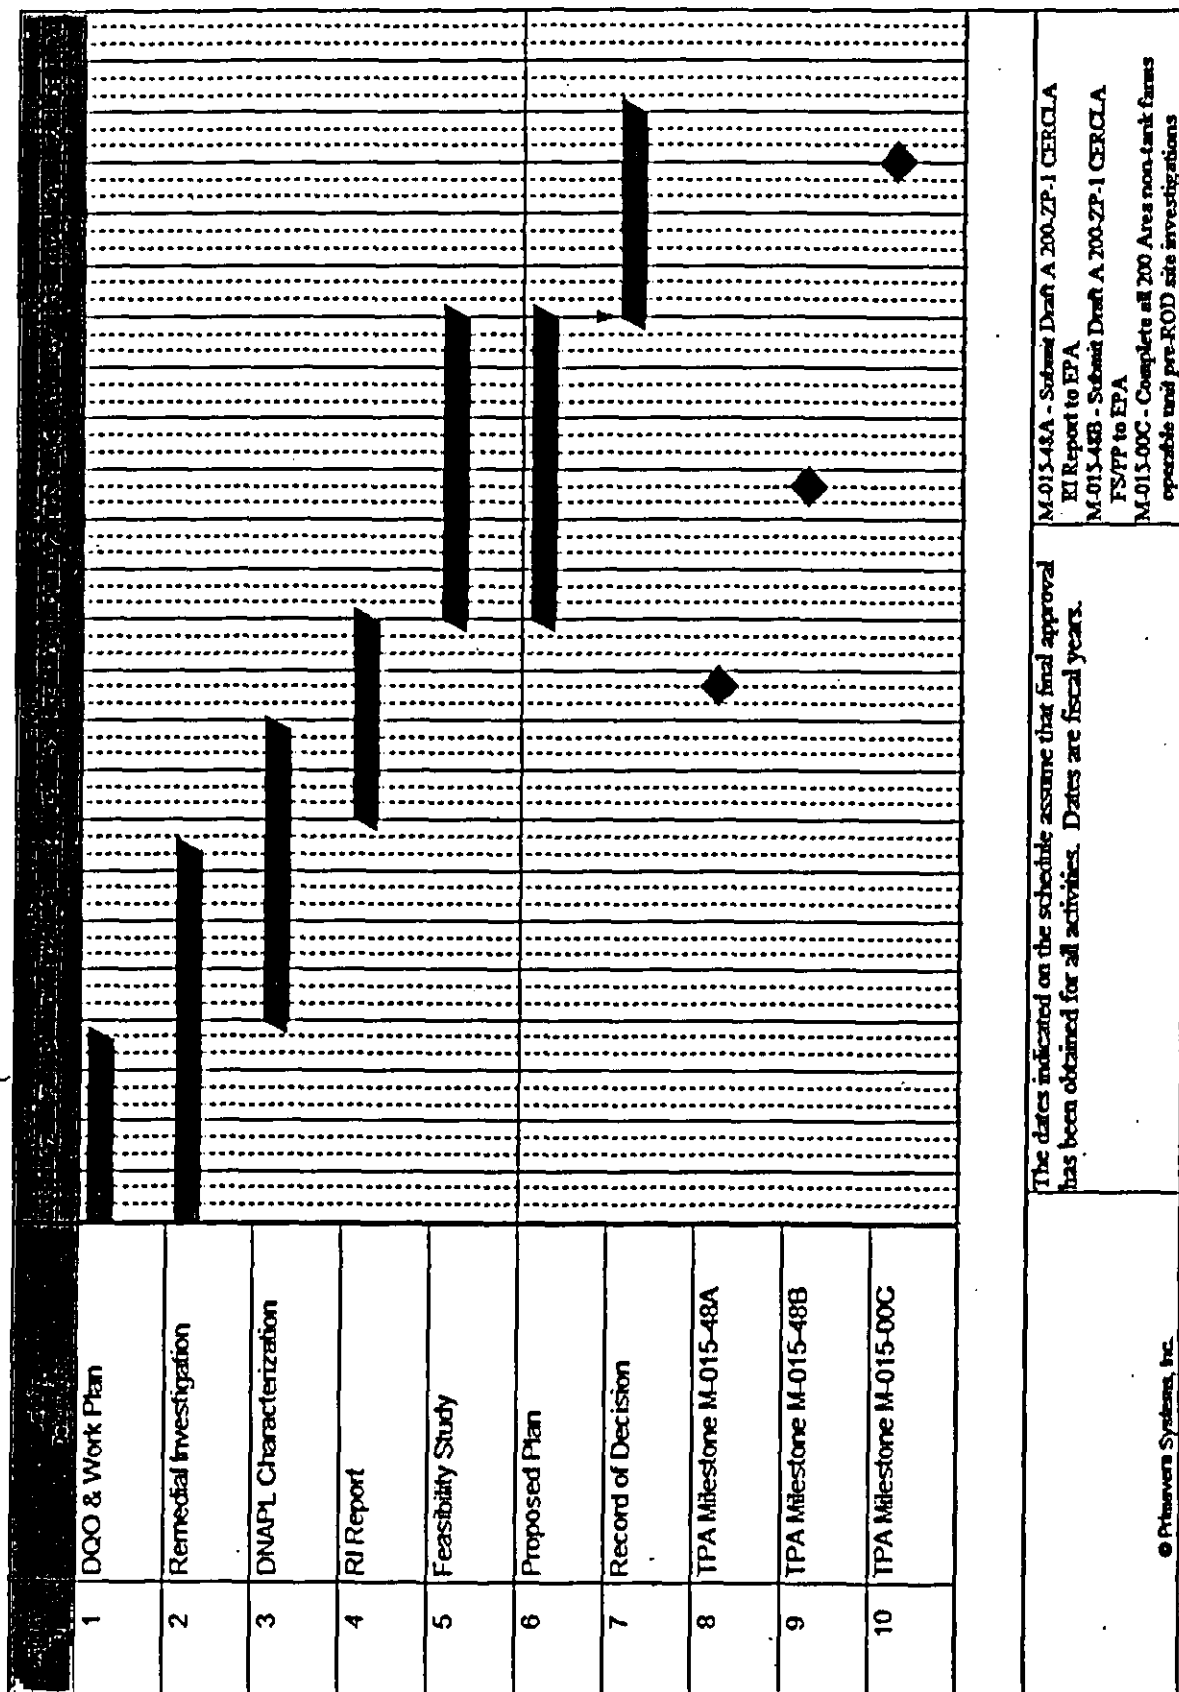 1 DQO & Work Plan
2 Remedial Investigation
3 DNAPL Characterization
4 RI Report
5 Feasibility Study
6 Proposed Plan
7 Record of Decision
8 TPA Milestone M-015-48A
9 TPA Milestone M-015-48B
10 TPA Milestone M-015-00C
© Primavera Systems, Inc.
The dates indicated on the schedule assume that final approval
has been obtained for all activities. Dates are fiscal years.
M-015-48A - Submit Draft A 200-ZP-1 CERCLA
RI Report to EPA
M-015-48B - Submit Draft A 200-ZP-1 CERCLA
FS/PP to EPA
M-015-00C - Complete all 200 Area non-tank farms
operable unit pre-ROD site investigations